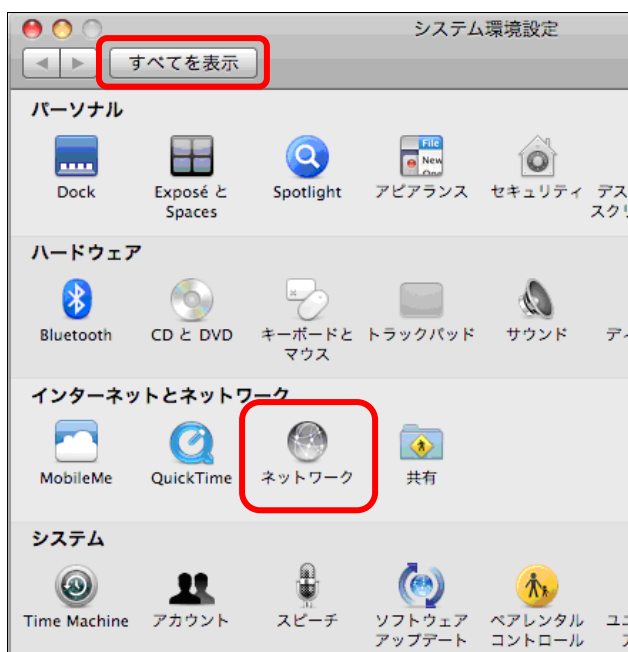 システム環境設定
すべてを表示
パーソナル
File
New
Dock
Exposé と
Spaces
Spotlight
アピアランス
セキュリティ
デス
スクリ
ハードウェア
Bluetooth
CD と DVD
キーボードと
マウス
トラックパッド
サウンド
ディ
インターネットとネットワーク
MobileMe
QuickTime
ネットワーク
共有
システム
Time Machine
アカウント
スピーチ
ソフトウェア
アップデート
ペアレンタル
コントロール
ユニ
ア